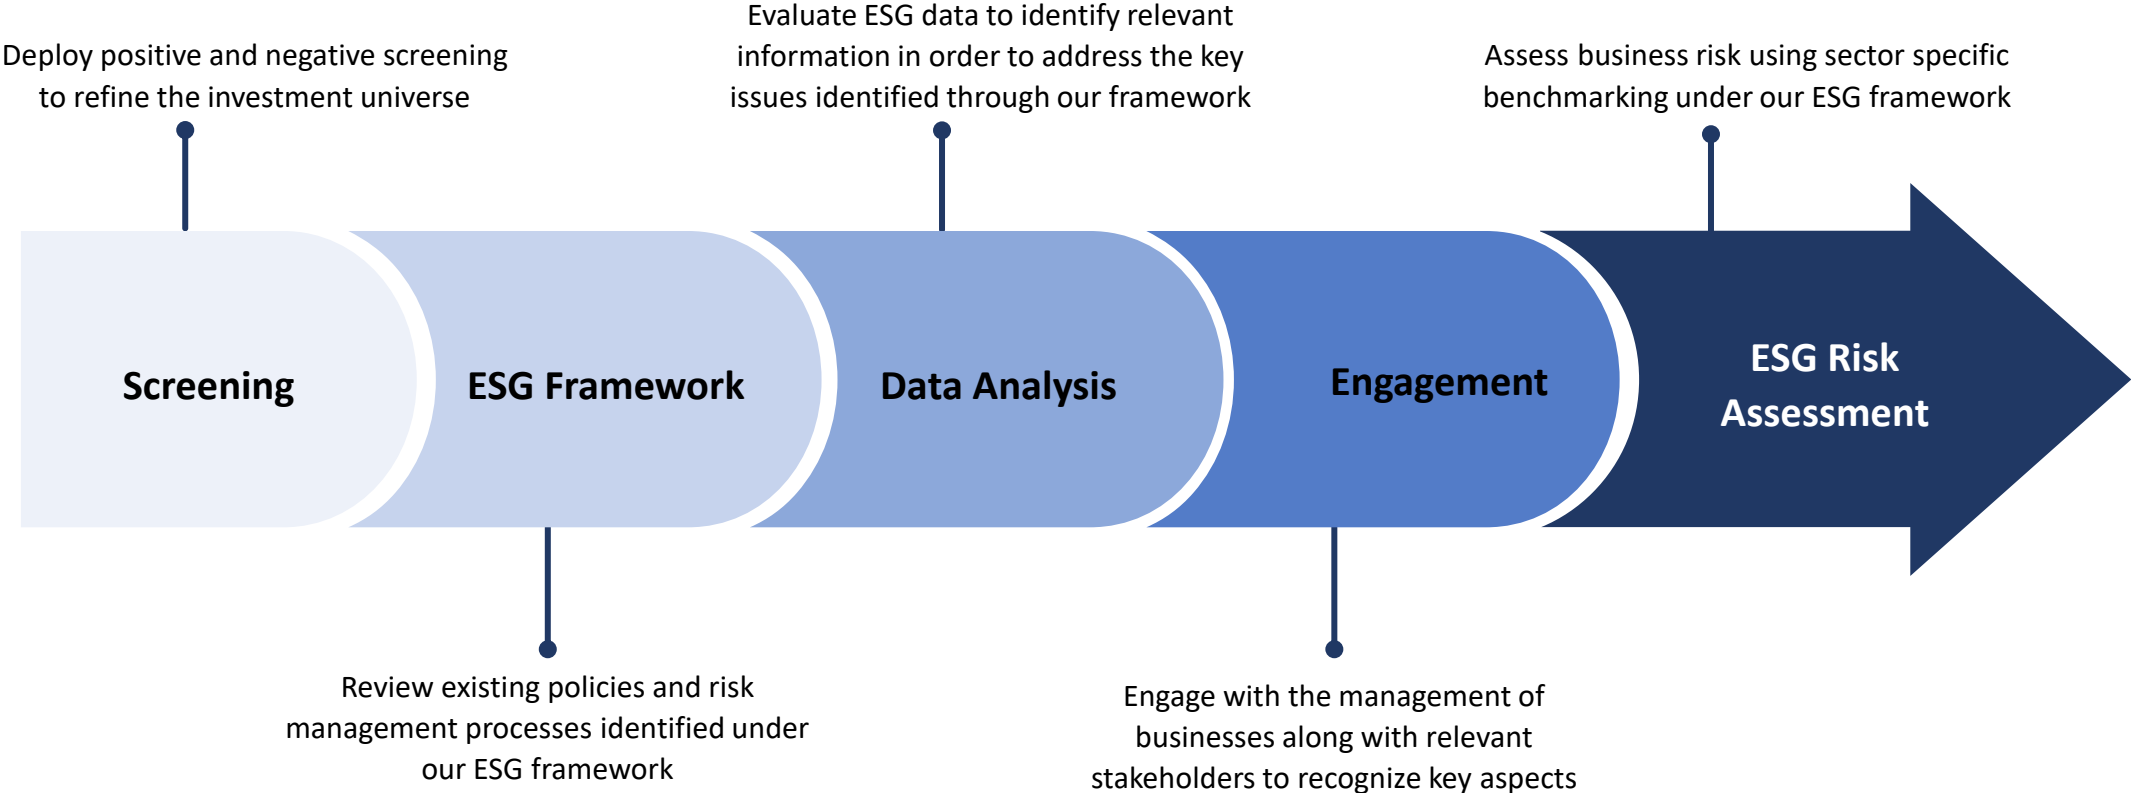 Deploy positive and negative screening
to refine the investment universe
Evaluate ESG data to identify relevant
information in order to address the key
issues identified through our framework
Assess business risk using sector specific
benchmarking under our ESG framework
Screening
ESG Framework
Data Analysis
Engagement
ESG Risk
Assessment
Review existing policies and risk
management processes identified under
our ESG framework
Engage with the management of
businesses along with relevant
stakeholders to recognize key aspects